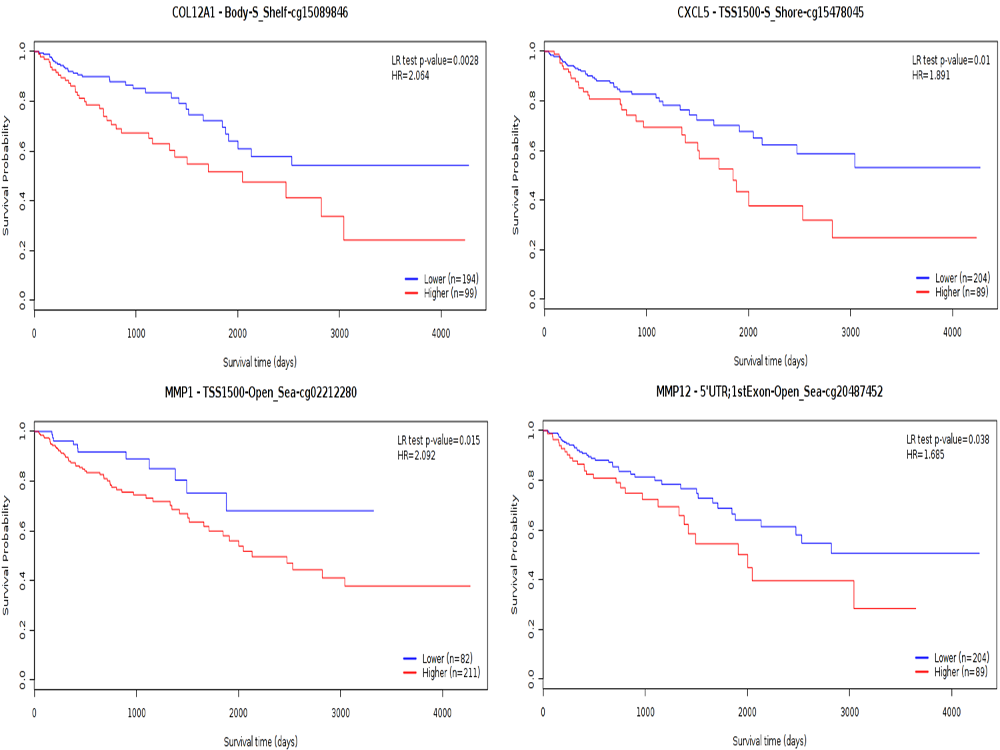 COL12A1 - Body-S_Shelf-cg15089846
LR test p-value=0.0028
HR=2.064
Survival Probability
1.0
0.8
0.6
0.4
0.2
0.0
Lower (n=194)
Higher (n=99)
0 1000 2000 3000 4000
Survival time (days)
CXCL5 - TSS1500-S_Shore-cg15478045
LR test p-value=0.01
HR=1.891
Survival Probability
1.0
0.8
0.6
0.4
0.2
0.0
Lower (n=204)
Higher (n=89)
0 1000 2000 3000 4000
Survival time (days)
MMP1 - TSS1500-Open_Sea-cg02212280
LR test p-value=0.015
HR=2.092
Survival Probability
1.0
0.8
0.6
0.4
0.2
0.0
Lower (n=82)
Higher (n=211)
0 1000 2000 3000 4000
Survival time (days)
MMP12 - 5'UTR;1stExon-Open_Sea-cg20487452
LR test p-value=0.038
HR=1.685
Survival Probability
1.0
0.8
0.6
0.4
0.2
0.0
Lower (n=204)
Higher (n=89)
0 1000 2000 3000 4000
Survival time (days)